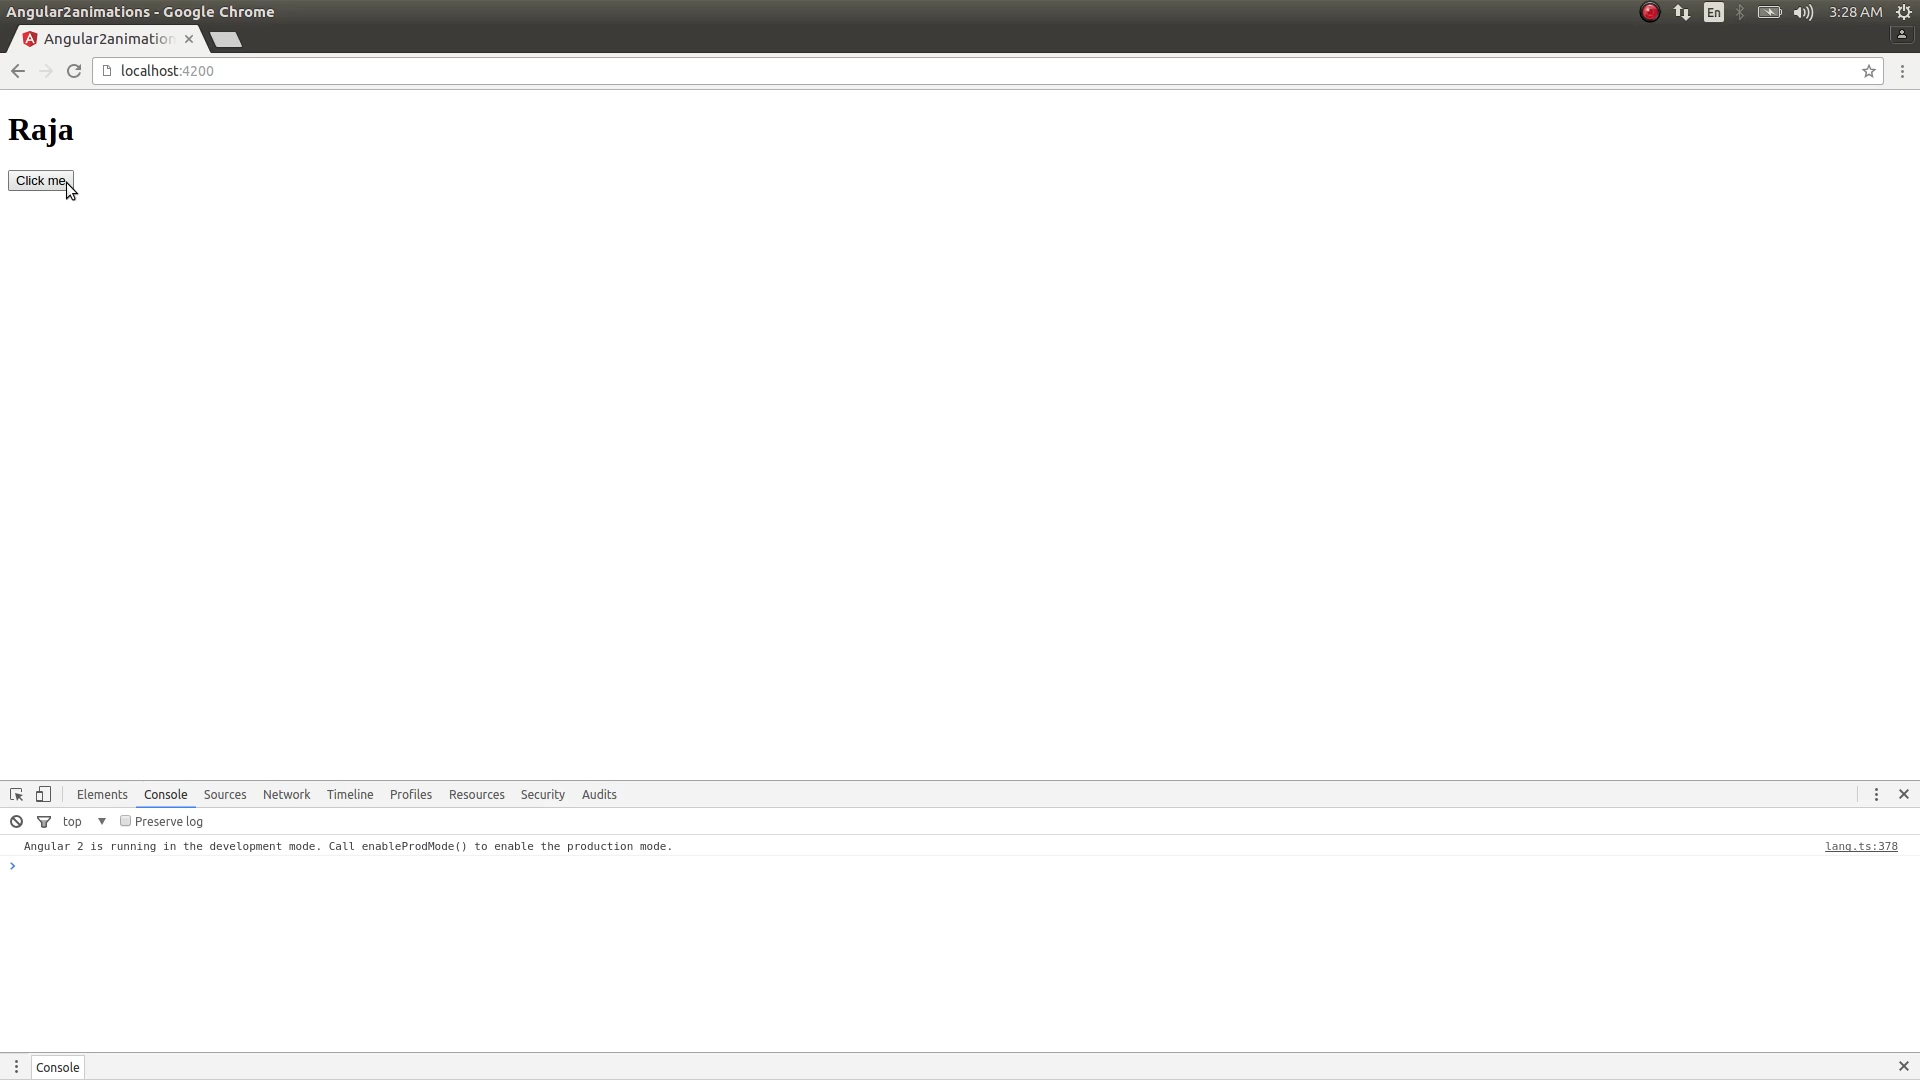 Angular2animations - Google Chrome
En
3:28 AM
Angular2animation
localhost:4200
Raja
Click me
Elements Console Sources Network Timeline Profiles Resources Security Audits
top Preserve log
Angular 2 is running in the development mode. Call enableProdMode() to enable the production mode. lang.ts:378
Console